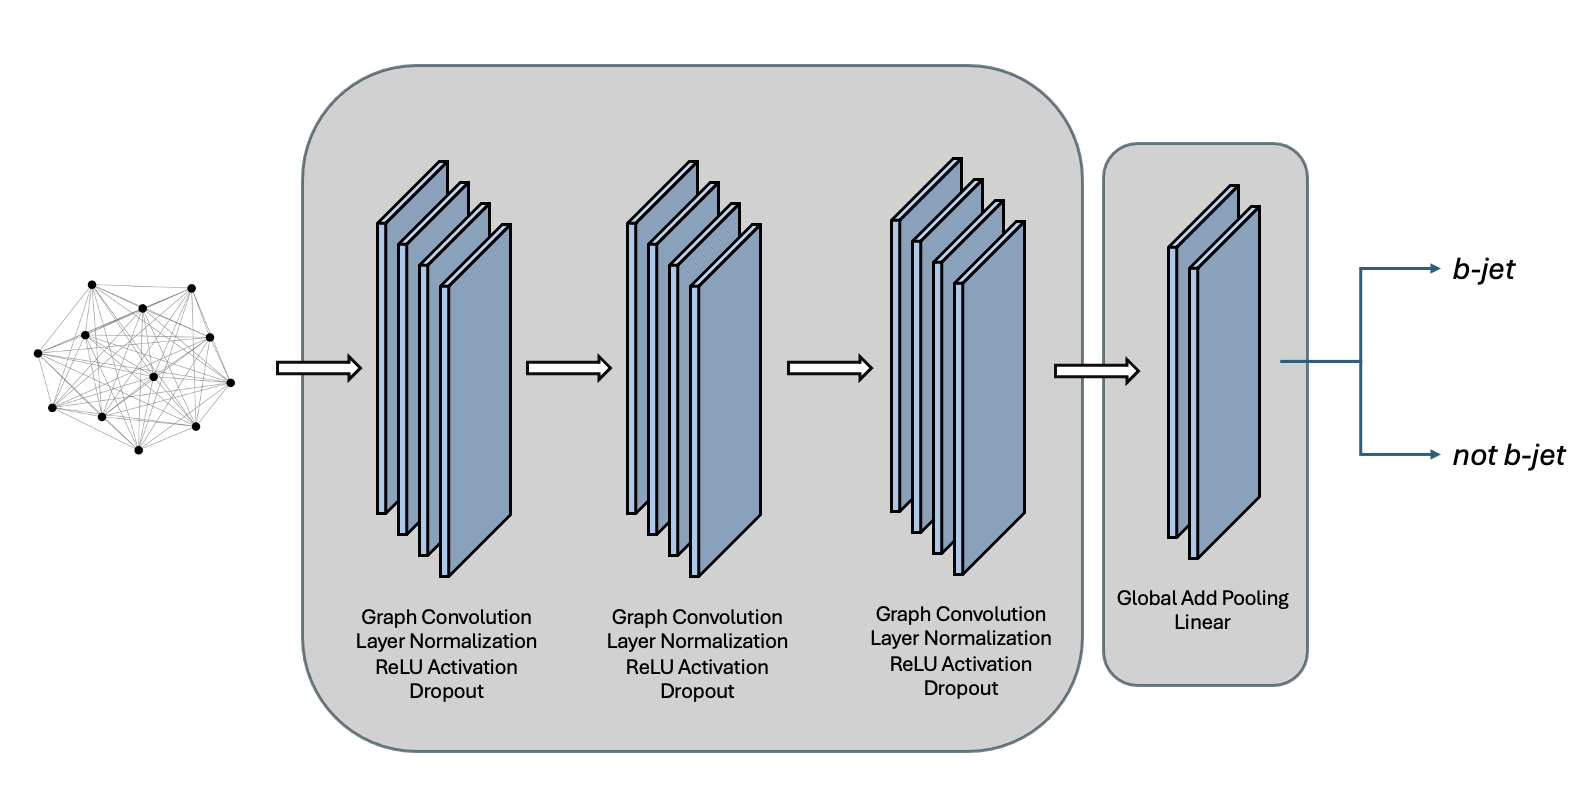 Graph Convolution
Layer Normalization
ReLU Activation
Dropout
Graph Convolution
Layer Normalization
ReLU Activation
Dropout
Graph Convolution
Layer Normalization
ReLU Activation
Dropout
Global Add Pooling
Linear
b-jet
not b-jet